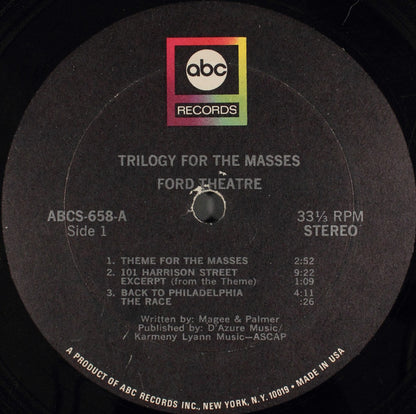 abc
RECORDS
TRILOGY FOR THE MASSES
FORD THEATRE
ABCS-658-A 33⅓ RPM
Side 1 STEREO
1. THEME FOR THE MASSES 2:52
2. 101 HARRISON STREET 9:22
EXCERPT (from the Theme) 1:09
3. BACK TO PHILADELPHIA 4:11
THE RACE :26
Written by: Magee & Palmer
Published by: D'Azure Music/
Karmeny Lyann Music—ASCAP
A PRODUCT OF ABC RECORDS INC., NEW YORK, N.Y. 10019 • MADE IN USA